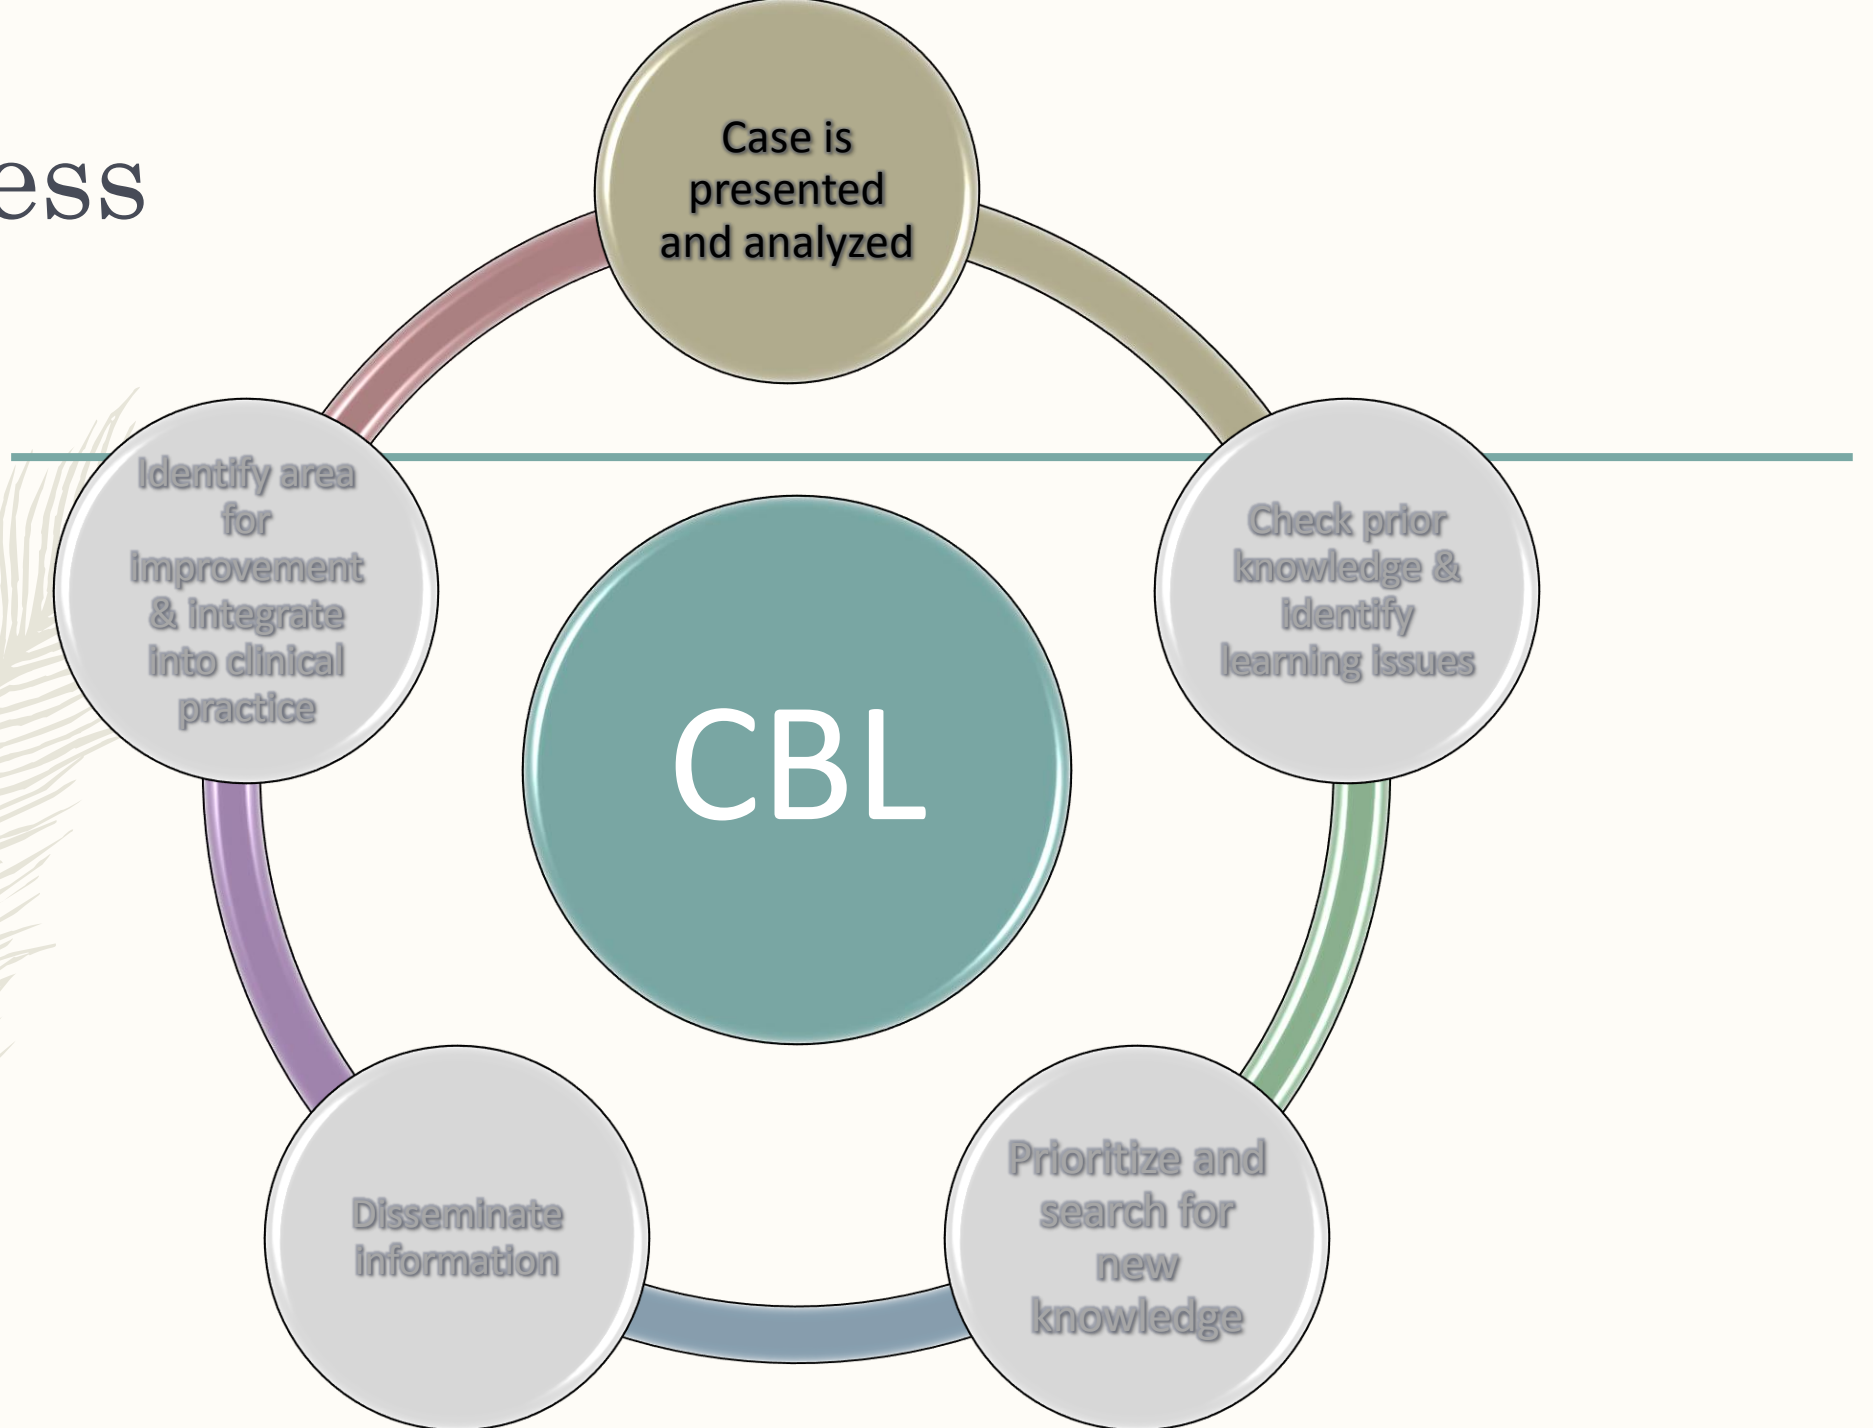 ess
Case is
presented
and analyzed
Check prior
knowledge &
identify
learning issues
Prioritize and
search for
new
knowledge
Disseminate
information
Identify area
for
improvement
& integrate
into clinical
practice
CBL